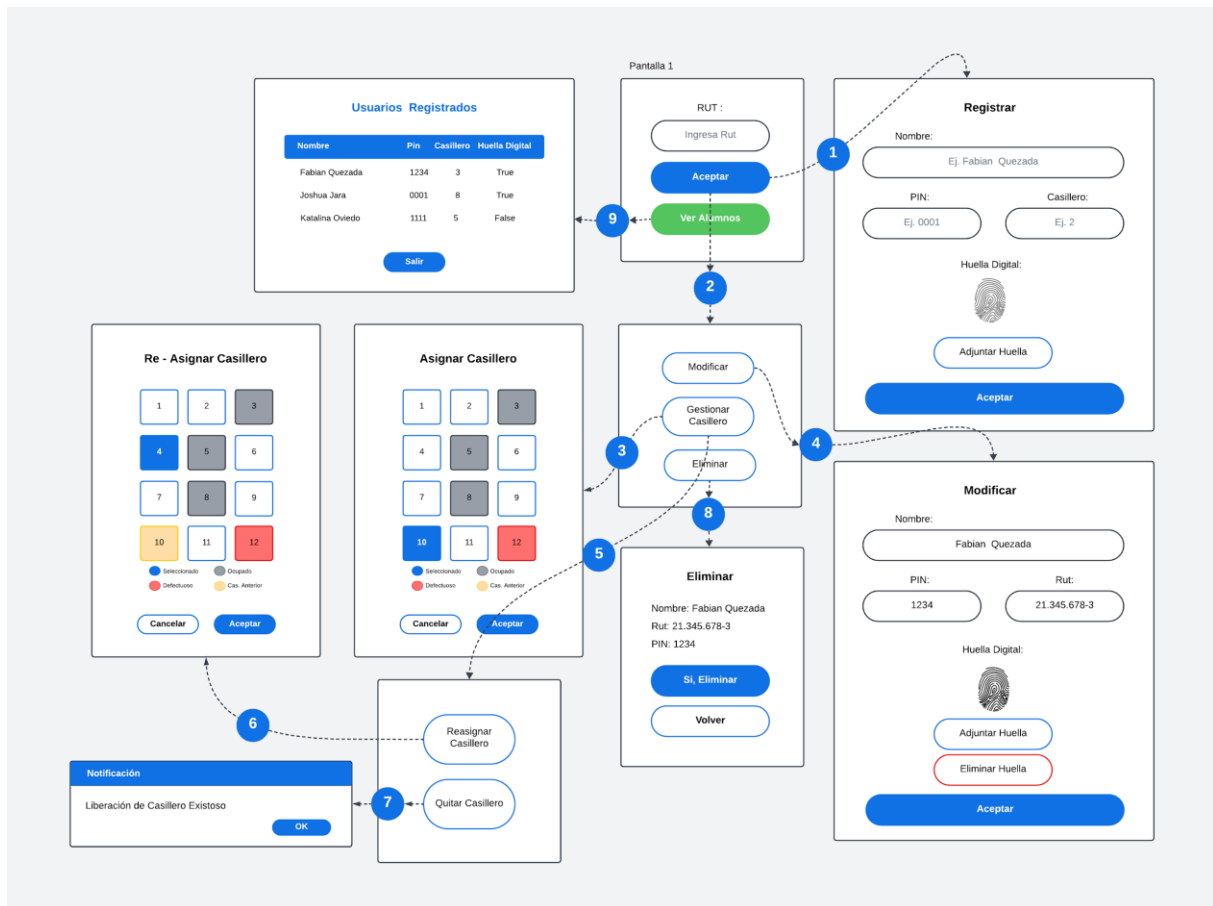 Pantalla 1
Usuarios Registrados
Nombre Pin Casillero Huella Digital
Fabian Quezada 1234 3 True
Joshua Jara 0001 8 True
Katalina Oviedo 1111 5 False
Salir
9
RUT :
Ingresa Rut
Aceptar
Ver Alumnos
1
2
Registrar
Nombre:
Ej. Fabian Quezada
PIN: Casillero:
Ej. 0001 Ej. 2
Huella Digital:
Adjuntar Huella
Aceptar
Re - Asignar Casillero
1 2 3
4 5 6
7 8 9
10 11 12
Seleccionado Ocupado
Defectuoso Cas. Anterior
Cancelar Aceptar
Asignar Casillero
1 2 3
4 5 6
7 8 9
10 11 12
Seleccionado Ocupado
Defectuoso Cas. Anterior
Cancelar Aceptar
3
Modificar
Gestionar
Casillero
Eliminar
4
8
5
Modificar
Nombre:
Fabian Quezada
PIN: Rut:
1234 21.345.678-3
Huella Digital:
Adjuntar Huella
Eliminar Huella
Aceptar
Eliminar
Nombre: Fabian Quezada
Rut: 21.345.678-3
PIN: 1234
Si, Eliminar
Volver
6
Reasignar
Casillero
Quitar Casillero
7
Notificación
Liberación de Casillero Existoso
OK